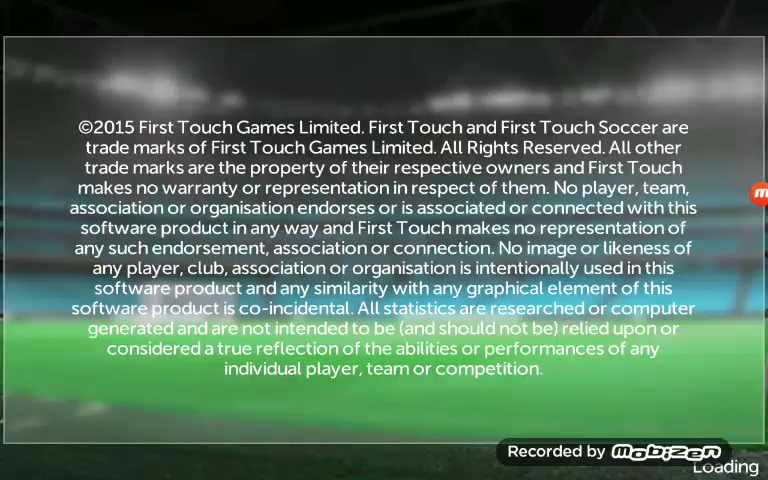 ©2015 First Touch Games Limited. First Touch and First Touch Soccer are
trade marks of First Touch Games Limited. All Rights Reserved. All other
trade marks are the property of their respective owners and First Touch
makes no warranty or representation in respect of them. No player, team,
association or organisation endorses or is associated or connected with this
software product in any way and First Touch makes no representation of
any such endorsement, association or connection. No image or likeness of
any player, club, association or organisation is intentionally used in this
software product and any similarity with any graphical element of this
software product is co-incidental. All statistics are researched or computer
generated and are not intended to be (and should not be) relied upon or
considered a true reflection of the abilities or performances of any
individual player, team or competition.
Recorded by Mobizen
Loading